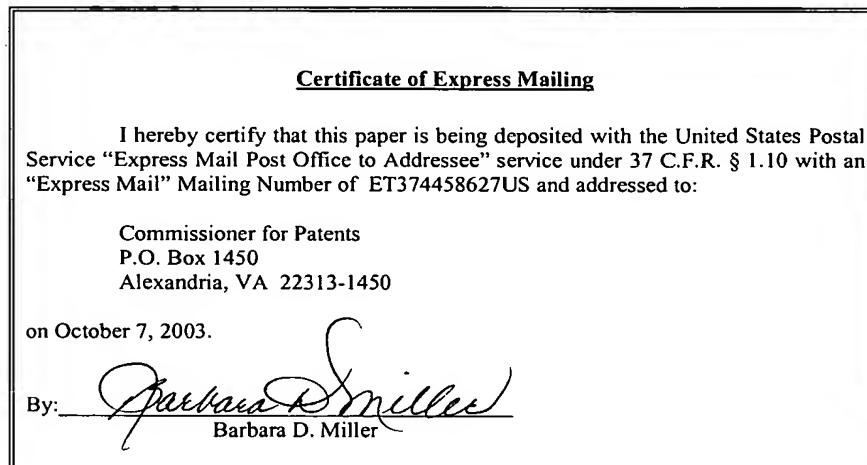 Certificate of Express Mailing
I hereby certify that this paper is being deposited with the United States Postal
Service “Express Mail Post Office to Addressee” service under 37 C.F.R. § 1.10 with an
“Express Mail” Mailing Number of ET374458627US and addressed to:
Commissioner for Patents
P.O. Box 1450
Alexandria, VA 22313-1450
on October 7, 2003.
By: Barbara D Miller
Barbara D. Miller